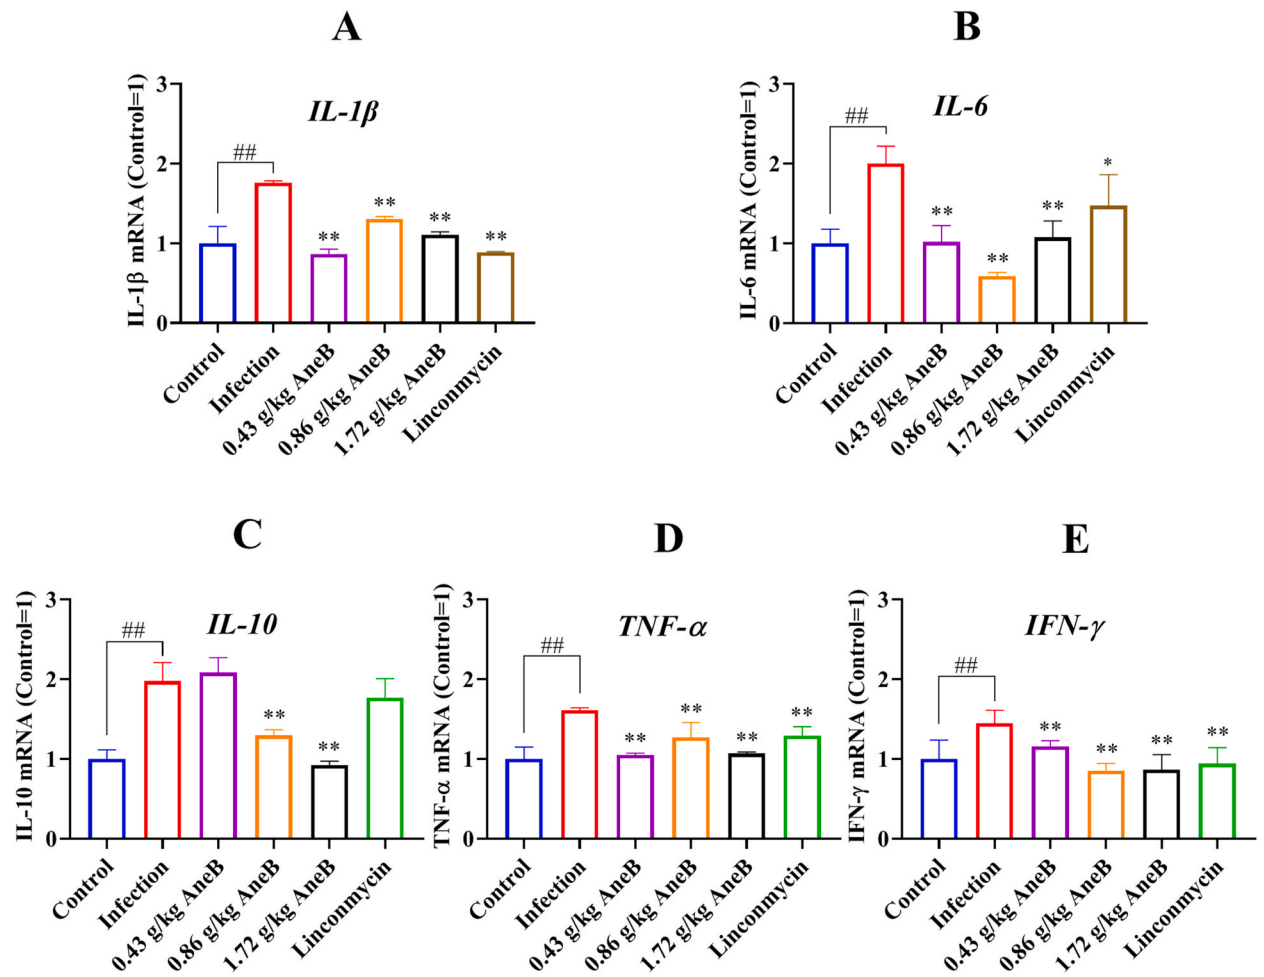 A
IL-1β mRNA (Control=1)
3
2
1
0
IL-1β
##
**
**
**
**
Control
Infection
0.43 g/kg AneB
0.86 g/kg AneB
1.72 g/kg AneB
Linconmycin
B
IL-6 mRNA (Control=1)
3
2
1
0
IL-6
##
**
**
**
*
Control
Infection
0.43 g/kg AneB
0.86 g/kg AneB
1.72 g/kg AneB
Linconmycin
C
IL-10 mRNA (Control=1)
3
2
1
0
IL-10
##
**
**
Control
Infection
0.43 g/kg AneB
0.86 g/kg AneB
1.72 g/kg AneB
Linconmycin
D
TNF-α mRNA (Control=1)
3
2
1
0
TNF-α
##
**
**
**
**
Control
Infection
0.43 g/kg AneB
0.86 g/kg AneB
1.72 g/kg AneB
Linconmycin
E
IFN-γ mRNA (Control=1)
3
2
1
0
IFN-γ
##
**
**
**
**
Control
Infection
0.43 g/kg AneB
0.86 g/kg AneB
1.72 g/kg AneB
Linconmycin